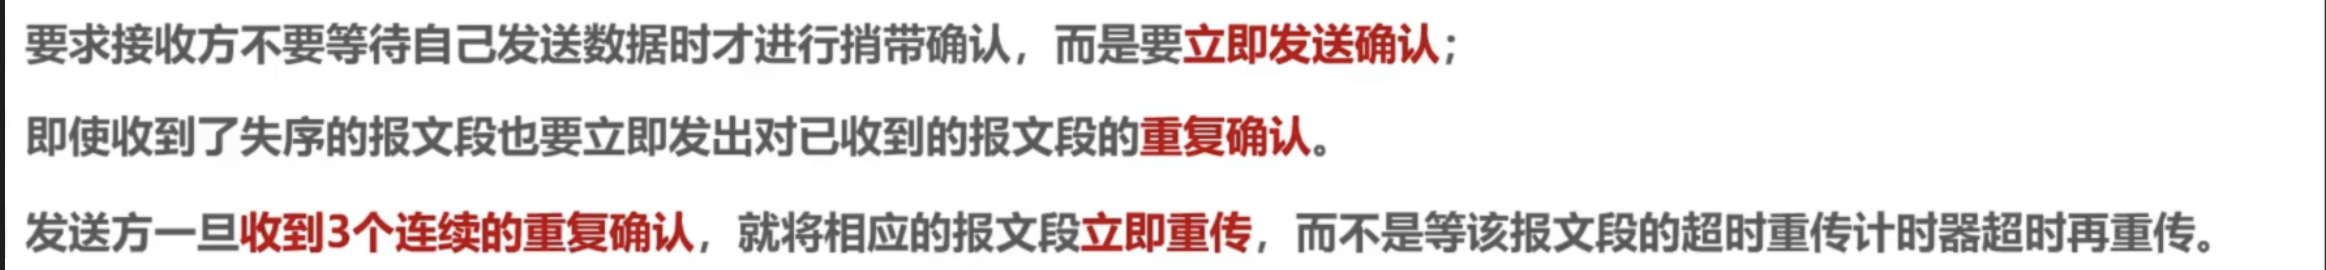 要求接收方不要等待自己发送数据时才进行捎带确认，而是要立即发送确认；
即使收到了失序的报文段也要立即发出对已收到的报文段的重复确认。
发送方一旦收到3个连续的重复确认，就将相应的报文段立即重传，而不是等该报文段的超时重传计时器超时再重传。